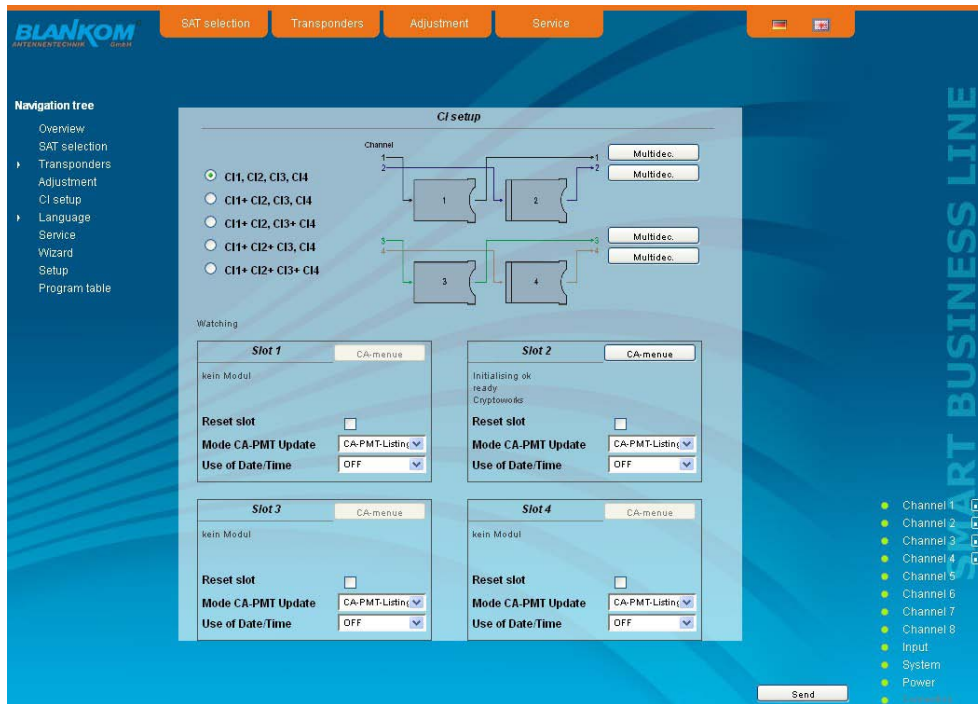 BLANKOM
ANTENNENTECHNIK GmbH
SAT selection
Transponders
Adjustment
Service
Navigation tree
Overview
SAT selection
Transponders
Adjustment
CI setup
Language
Service
Wizard
Setup
Program table
CI setup
Channel
1
2
1
2
Multidec.
Multidec.
CI1, CI2, CI3, CI4
CI1+ CI2, CI3, CI4
CI1+ CI2, CI3+ CI4
CI1+ CI2+ CI3, CI4
CI1+ CI2+ CI3+ CI4
1
2
3
4
3
4
Multidec.
Multidec.
3
4
Watching
Slot 1
CA-menue
kein Modul
Reset slot
Mode CA-PMT Update
CA-PMT-Listing
Use of Date/Time
OFF
Slot 2
CA-menue
Initialising ok
ready
Cryptoworks
Reset slot
Mode CA-PMT Update
CA-PMT-Listing
Use of Date/Time
OFF
Slot 3
CA-menue
kein Modul
Reset slot
Mode CA-PMT Update
CA-PMT-Listing
Use of Date/Time
OFF
Slot 4
CA-menue
kein Modul
Reset slot
Mode CA-PMT Update
CA-PMT-Listing
Use of Date/Time
OFF
SMART BUSINESS LINE
Channel 1
Channel 2
Channel 3
Channel 4
Channel 5
Channel 6
Channel 7
Channel 8
Input
System
Power
Send